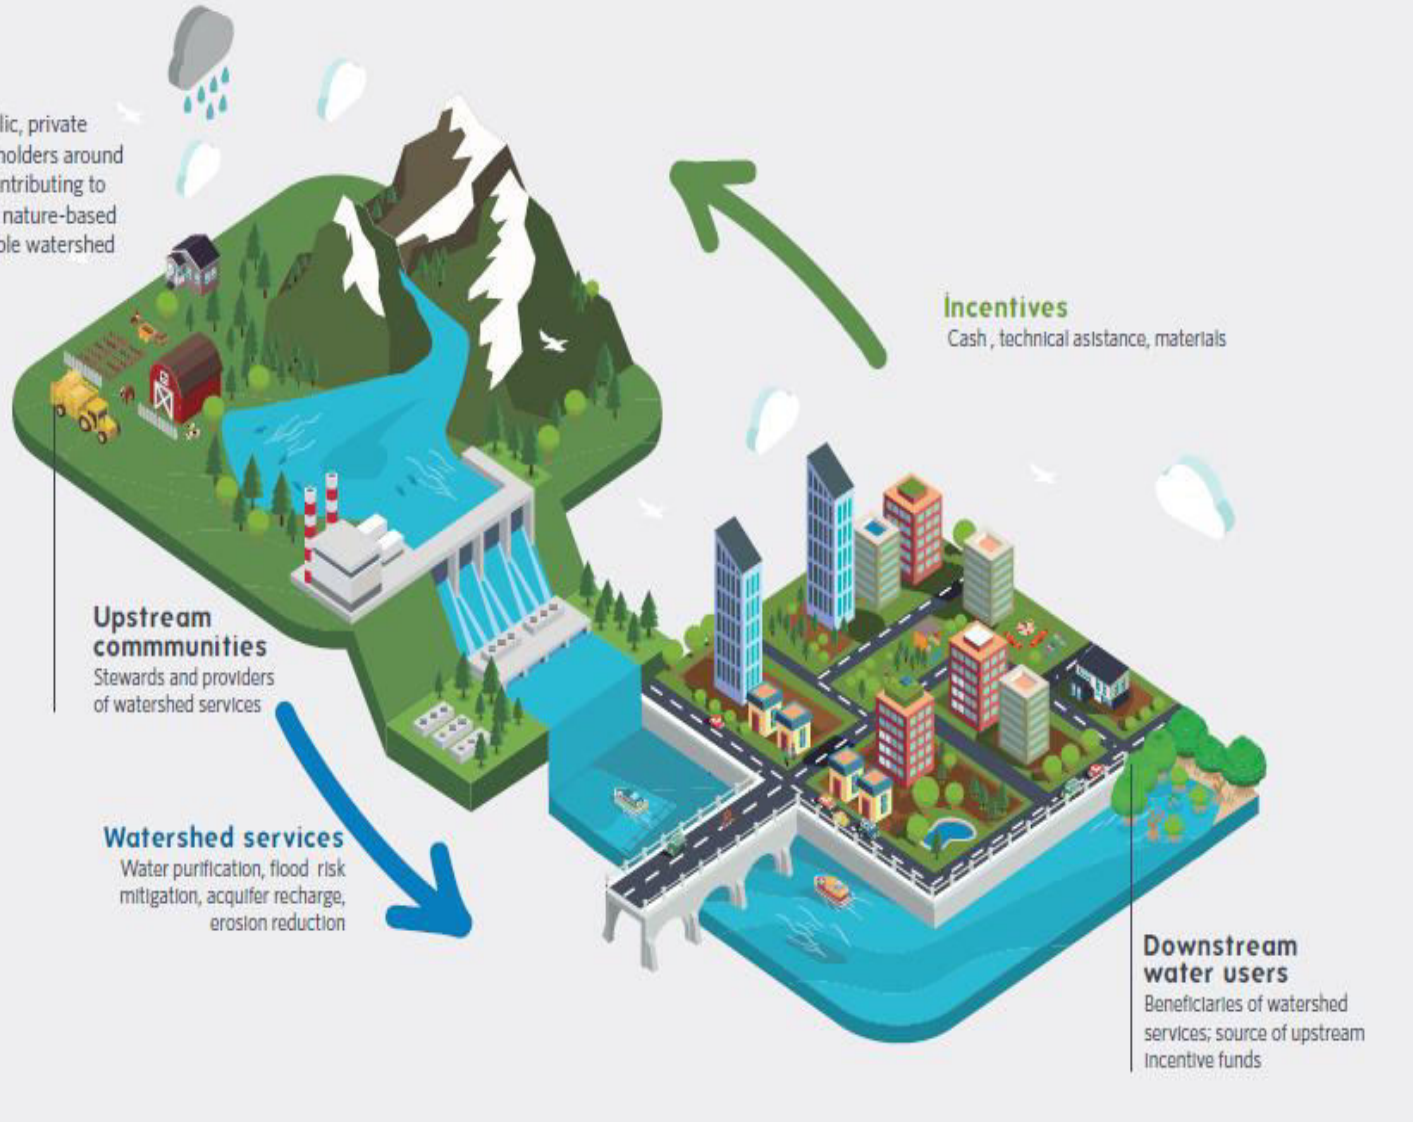 lic, private
holders around
ntributing to
nature-based
ole watershed
Incentives
Cash , technical asistance, materials
Upstream
commmunities
Stewards and providers
of watershed services
Watershed services
Water purification, flood risk
mitigation, acquifer recharge,
erosion reduction
Downstream
water users
Beneficiaries of watershed
services; source of upstream
incentive funds